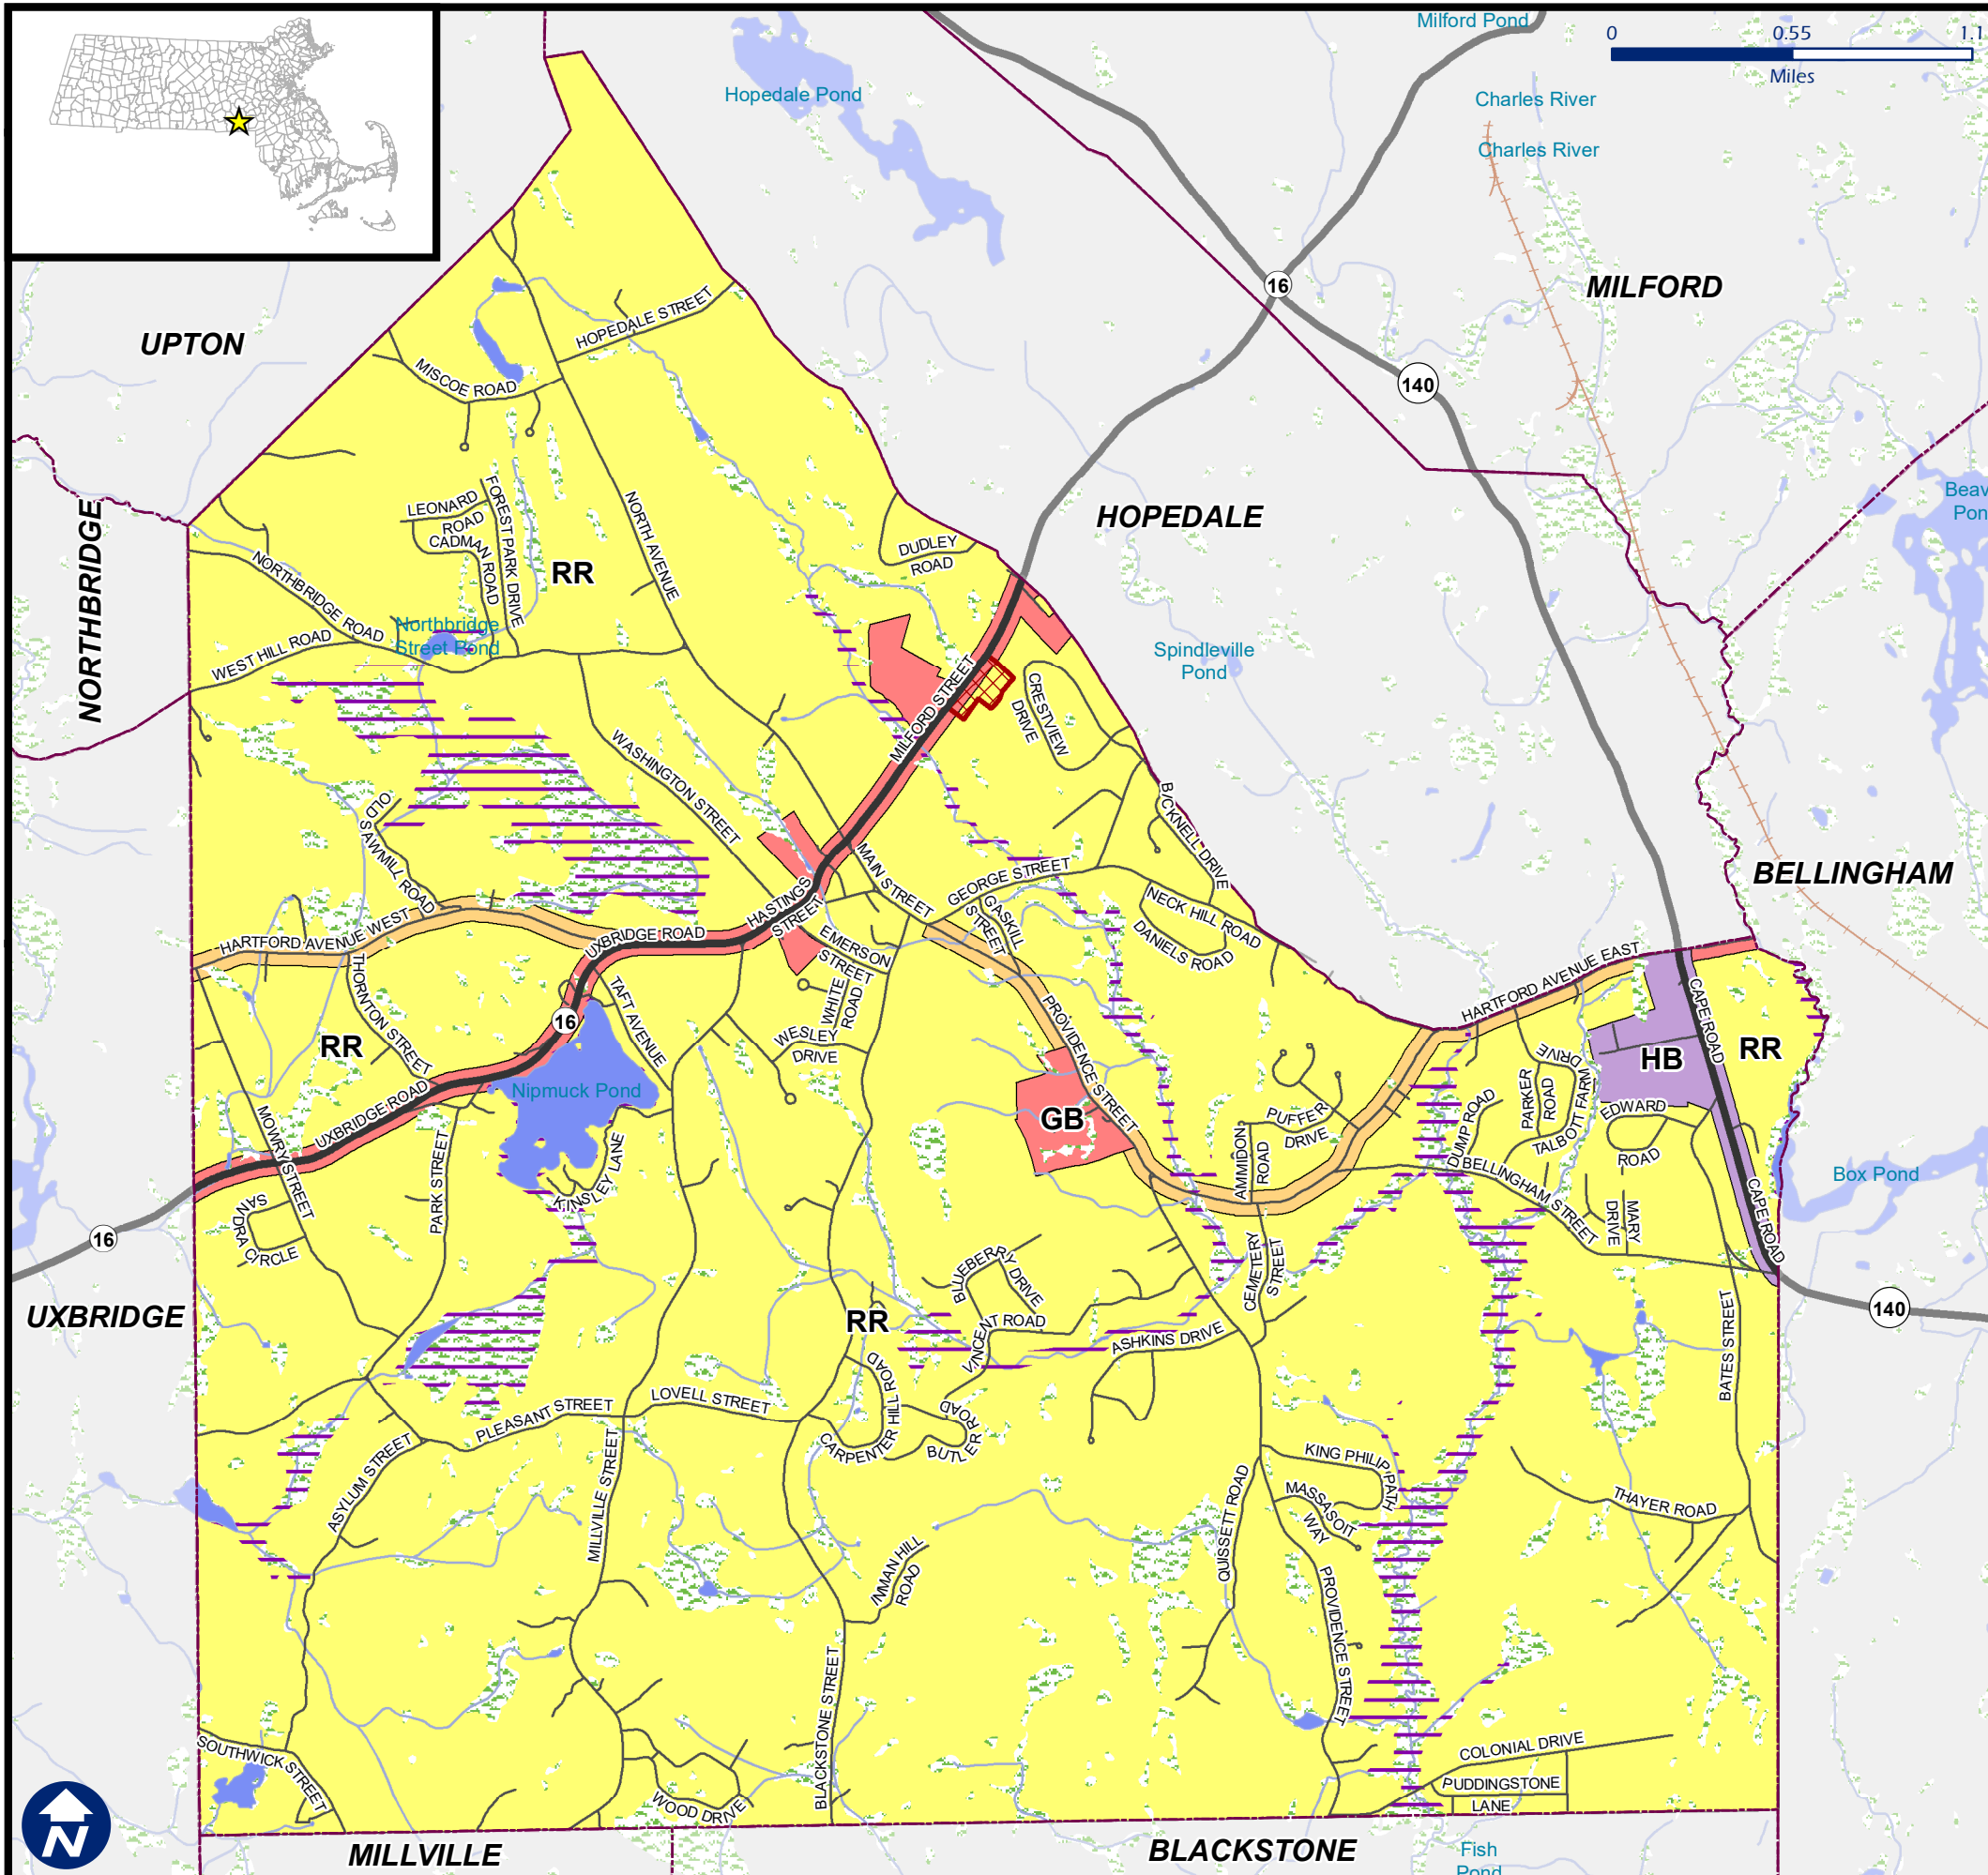 Milford Pond
0 0.55 1.1
Miles
Hopedale Pond
Charles River
Charles River
16
MILFORD
UPTON
HOPEDALE STREET
MISCOE ROAD
140
NORTHBRIDGE
LEONARD
ROAD
FOREST PARK DRIVE
CADMAN ROAD
NORTH AVENUE
HOPEDALE
DUDLEY
ROAD
RR
NORTHBRIDGE ROAD
WEST HILL ROAD
Northbridge
Street Pond
Spindleville
Pond
MILFORD STREET
CRESTVIEW
DRIVE
WASHINGTON STREET
BICKNELL DRIVE
OLD SAWMILL ROAD
MAIN STREET
GEORGE STREET
BELLINGHAM
HASTINGS
STREET
GASKILL
STREET
NECK HILL ROAD
DANIELS ROAD
HARTFORD AVENUE WEST
UXBRIDGE ROAD
EMERSON
STREET
HARTFORD AVENUE EAST
THORNTON STREET
TAFT AVENUE
WHITE
ROAD
PROVIDENCE STREET
CAPE ROAD
16
RR
WESLEY
DRIVE
HB
RR
Nipmuck Pond
UXBRIDGE ROAD
MOWRY STREET
PARK STREET
KINSLEY LANE
GB
PUFFER
DRIVE
AMMIDON
ROAD
DUMP ROAD
PARKER
ROAD
TALBOTT FARM
DRIVE
EDWARD
ROAD
BELLINGHAM STREET
MARY
DRIVE
CAPE ROAD
Box Pond
SANDRA CIRCLE
16
UXBRIDGE
BLUEBERRY DRIVE
CEMETERY
STREET
140
RR
VINCENT ROAD
ASHKINS DRIVE
BATES STREET
CARPENTER HILL ROAD
BUTLER ROAD
LOVELL STREET
PLEASANT STREET
ASYLUM STREET
MILLVILLE STREET
KING PHILIP PATH
MASSASOIT
WAY
QUISSETT ROAD
THAYER ROAD
INMAN HILL
ROAD
PROVIDENCE STREET
BLACKSTONE STREET
SOUTHWICK STREET
WOOD DRIVE
COLONIAL DRIVE
PUDDINGSTONE
LANE
N
MILLVILLE
BLACKSTONE
Fish